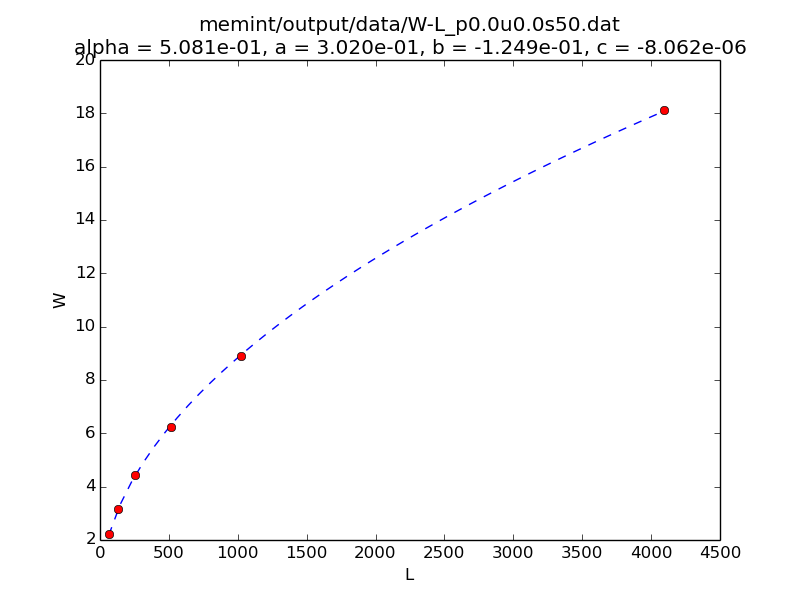 memint/output/data/W-L_p0.0u0.0s50.dat
alpha = 5.081e-01, a = 3.020e-01, b = -1.249e-01, c = -8.062e-06
20
18
16
14
12
10
8
6
4
2
W
0 500 1000 1500 2000 2500 3000 3500 4000 4500
L